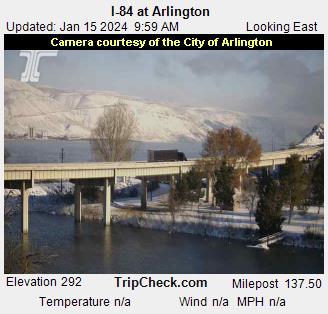 I-84 at Arlington
Updated: Jan 15 2024 9:59 AM Looking East
Camera courtesy of the City of Arlington
Elevation 292 TripCheck.com Milepost 137.50
Temperature n/a Wind n/a MPH n/a